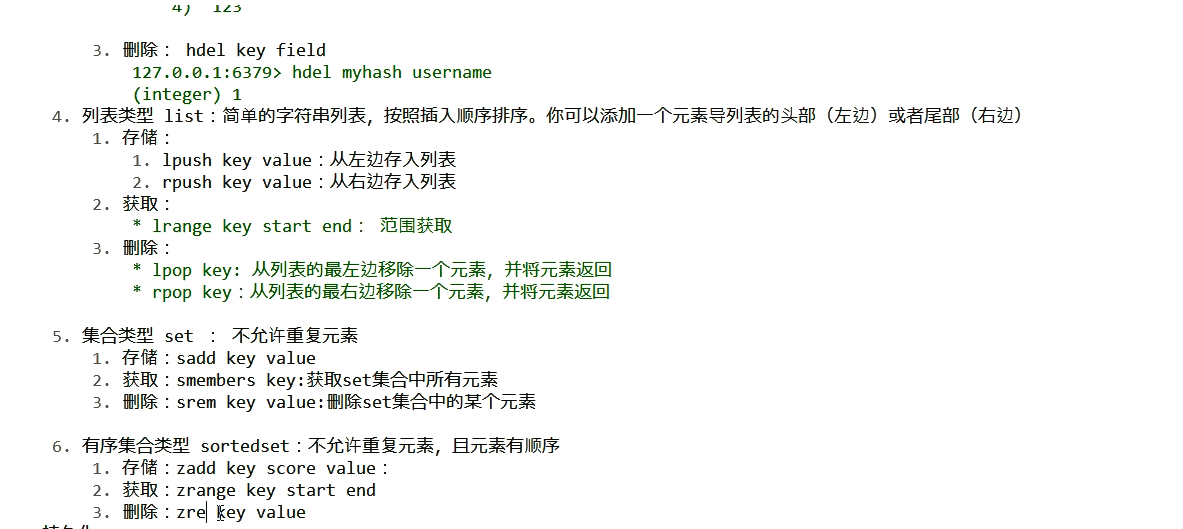 4)  123
3. 删除： hdel key field
127.0.0.1:6379> hdel myhash username
(integer) 1
4. 列表类型 list：简单的字符串列表，按照插入顺序排序。你可以添加一个元素导列表的头部（左边）或者尾部（右边）
1. 存储：
1. lpush key value：从左边存入列表
2. rpush key value：从右边存入列表
2. 获取：
* lrange key start end： 范围获取
3. 删除：
* lpop key: 从列表的最左边移除一个元素，并将元素返回
* rpop key：从列表的最右边移除一个元素，并将元素返回
5. 集合类型 set ： 不允许重复元素
1. 存储：sadd key value
2. 获取：smembers key:获取set集合中所有元素
3. 删除：srem key value:删除set集合中的某个元素
6. 有序集合类型 sortedset：不允许重复元素，且元素有顺序
1. 存储：zadd key score value：
2. 获取：zrange key start end
3. 删除：zre key value